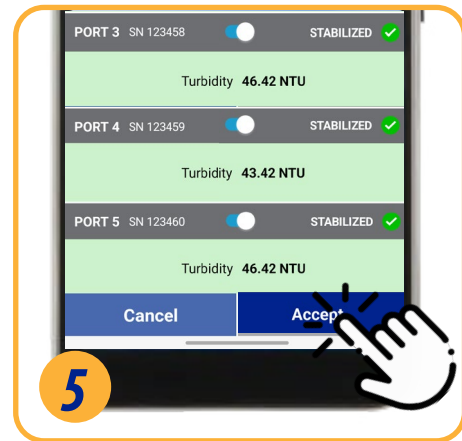 PORT 3 SN 123458 STABILIZED
Turbidity 46.42 NTU
PORT 4 SN 123459 STABILIZED
Turbidity 43.42 NTU
PORT 5 SN 123460 STABILIZED
Turbidity 46.42 NTU
Cancel Accept
5